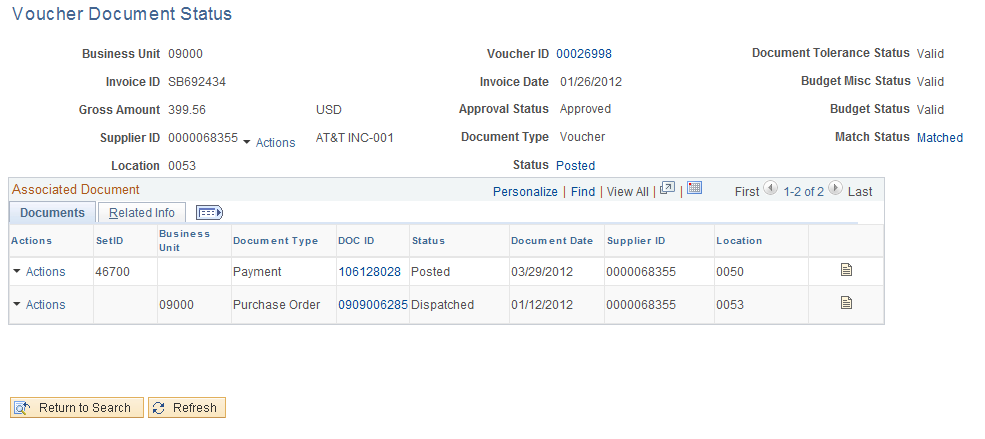 Voucher Document Status
Business Unit 09000 Voucher ID 00026998 Document Tolerance Status Valid
Invoice ID SB692434 Invoice Date 01/26/2012 Budget Misc Status Valid
Gross Amount 399.56 USD Approval Status Approved Budget Status Valid
Supplier ID 0000068355 Actions AT&T INC-001 Document Type Voucher Match Status Matched
Location 0053 Status Posted
Associated Document Personalize | Find | View All | | First 1-2 of 2 Last
Documents Related Info
Actions SetID Business Unit Document Type DOC ID Status Document Date Supplier ID Location
Actions 46700 Payment 106128028 Posted 03/29/2012 0000068355 0050
Actions 09000 Purchase Order 0909006285 Dispatched 01/12/2012 0000068355 0053
Return to Search Refresh